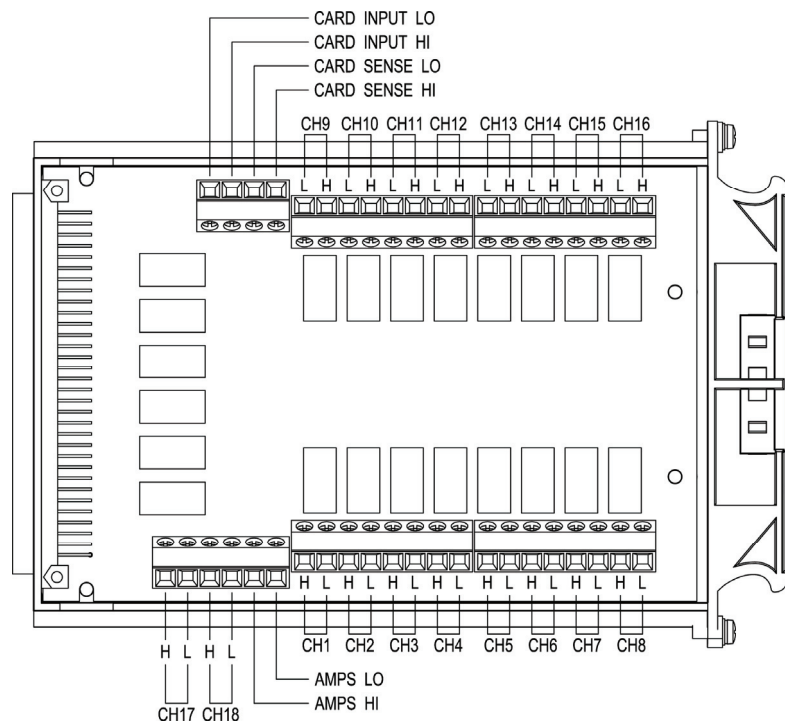 CARD INPUT LO
CARD INPUT HI
CARD SENSE LO
CARD SENSE HI
CH9 CH10 CH11 CH12 CH13 CH14 CH15 CH16
L H L H L H L H L H L H L H L H
H L H L H L H L H L H L H L H L
CH1 CH2 CH3 CH4 CH5 CH6 CH7 CH8
H L H L
AMPS LO
AMPS HI
CH17 CH18